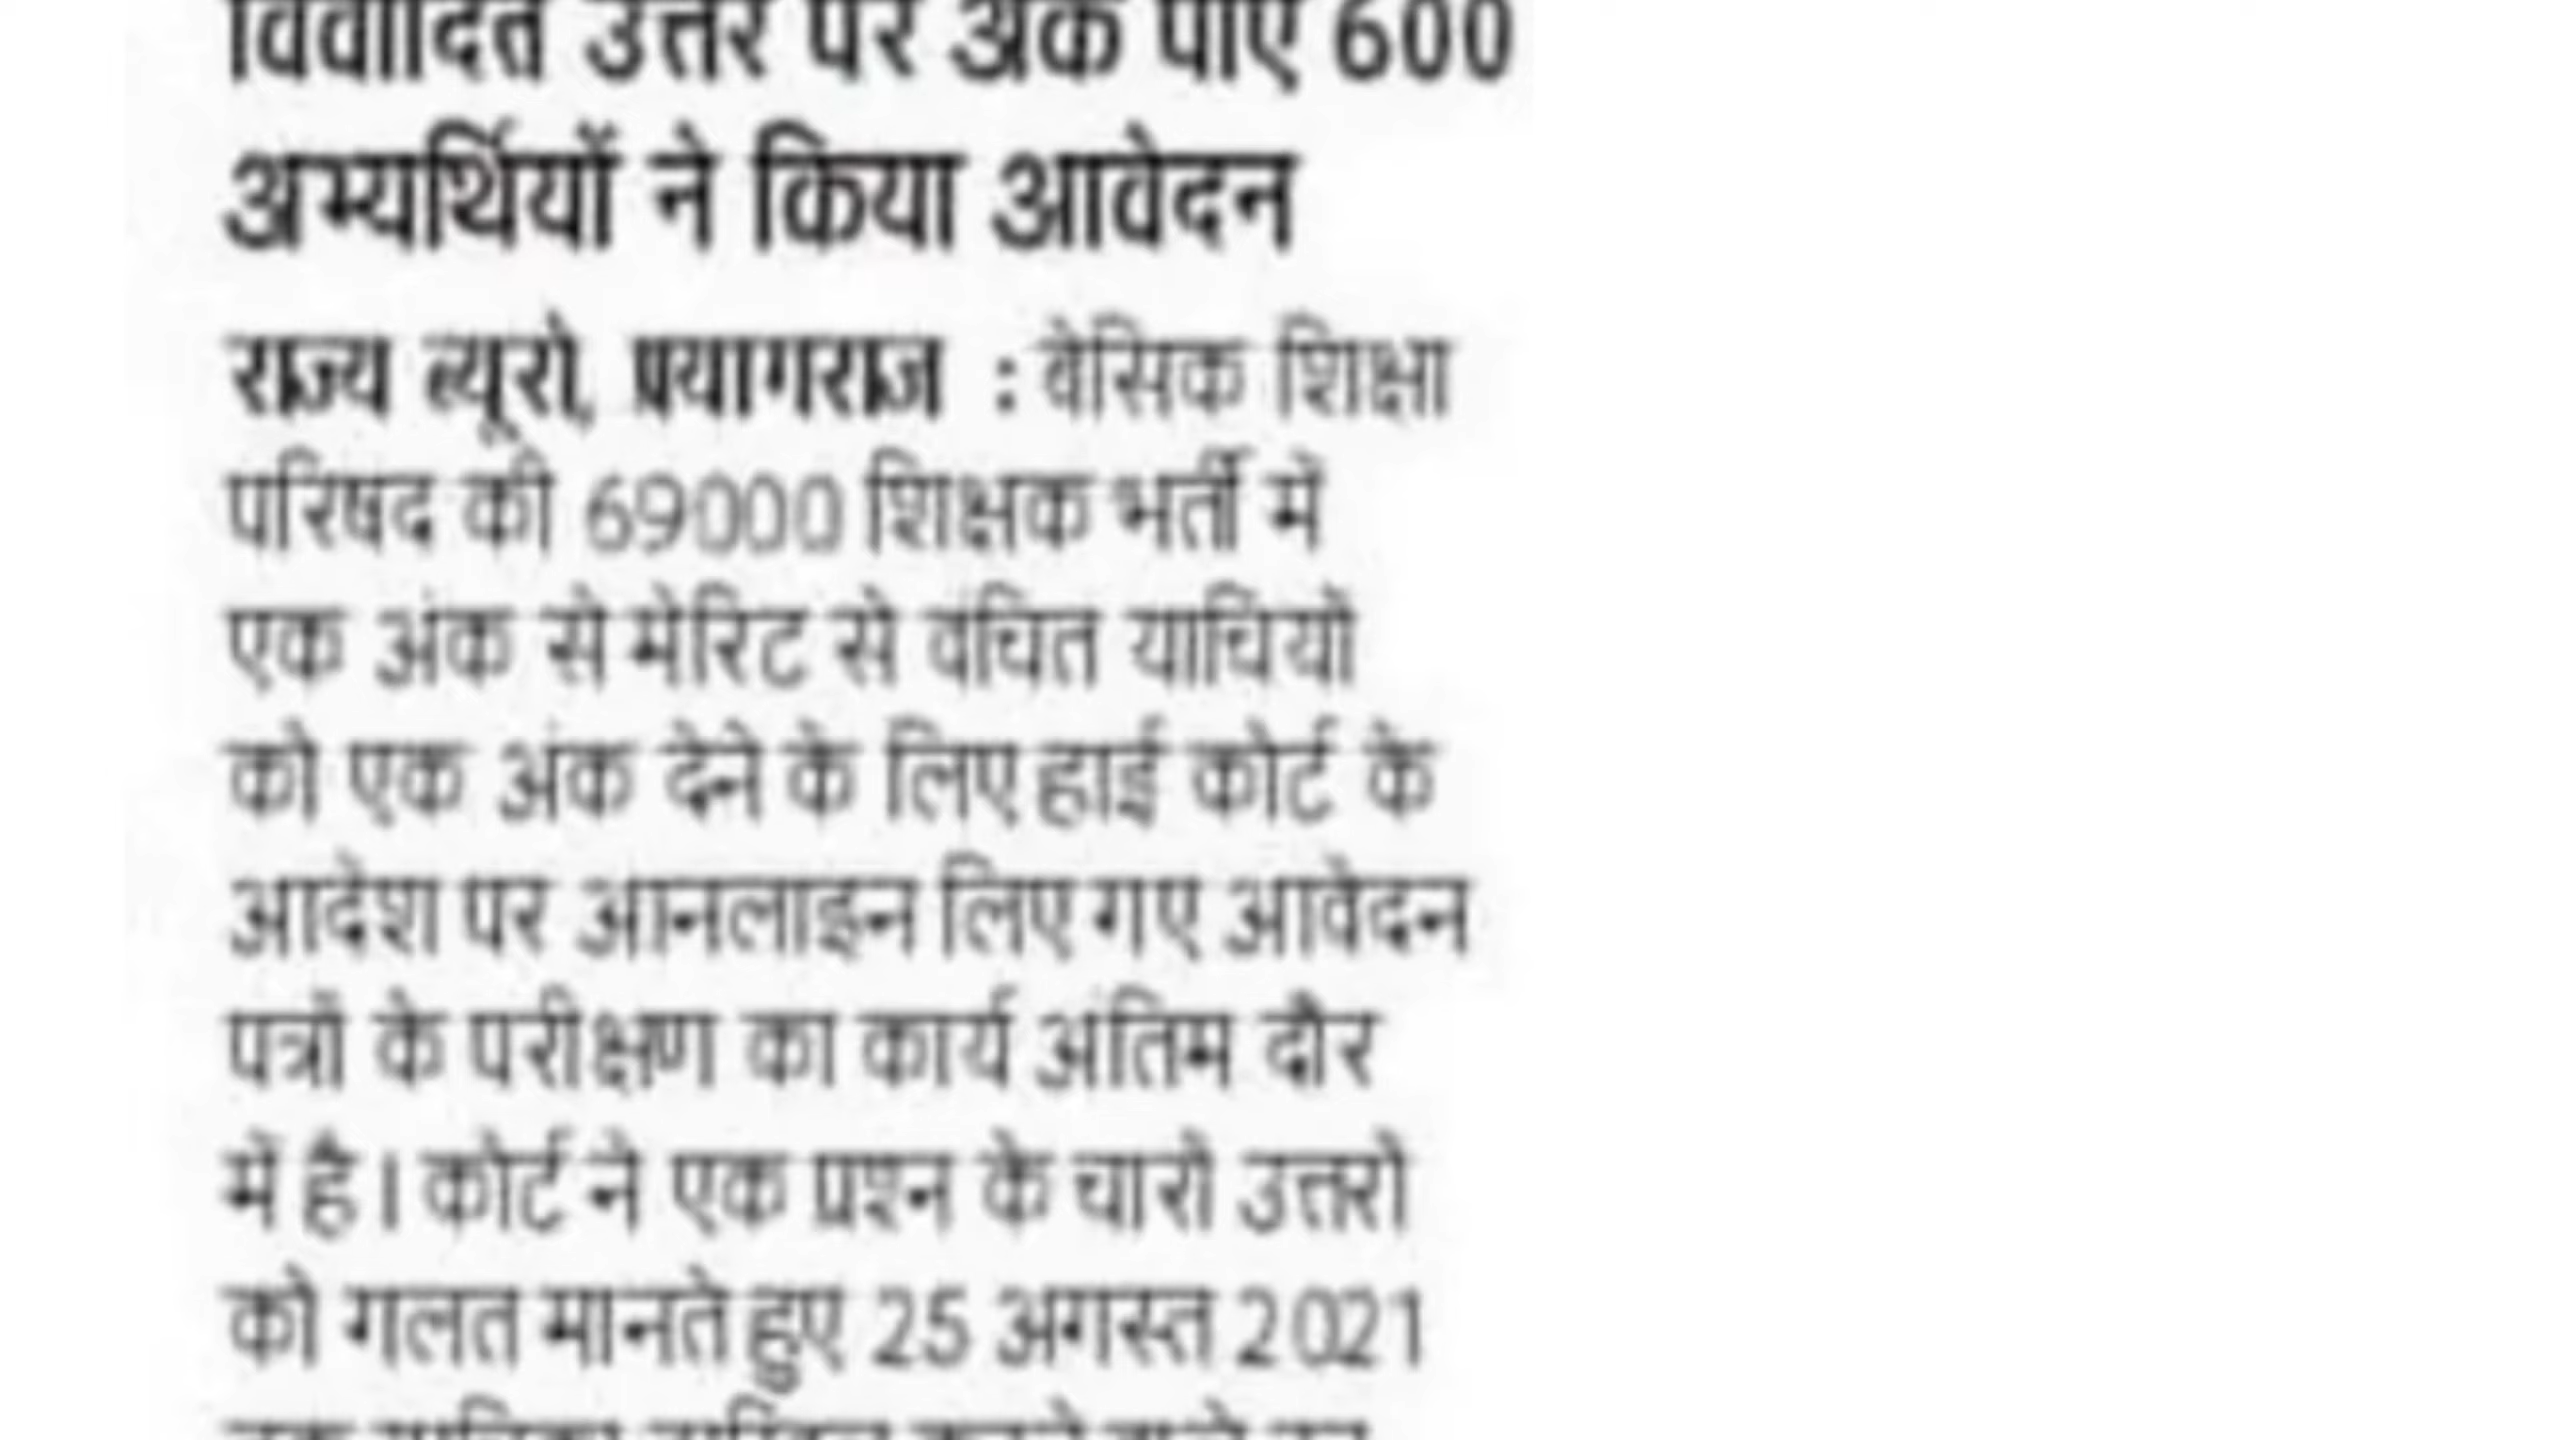 विवादित उत्तर पर अंक पाए 600
अभ्यर्थियों ने किया आवेदन
राज्य ब्यूरो, प्रयागराज : बेसिक शिक्षा
परिषद की 69000 शिक्षक भर्ती में
एक अंक से मेरिट से वंचित याचियों
को एक अंक देने के लिए हाई कोर्ट के
आदेश पर आनलाइन लिए गए आवेदन
पत्रों के परीक्षण का कार्य अंतिम दौर
में है। कोर्ट ने एक प्रश्न के चारों उत्तरों
को गलत मानते हुए 25 अगस्त 2021